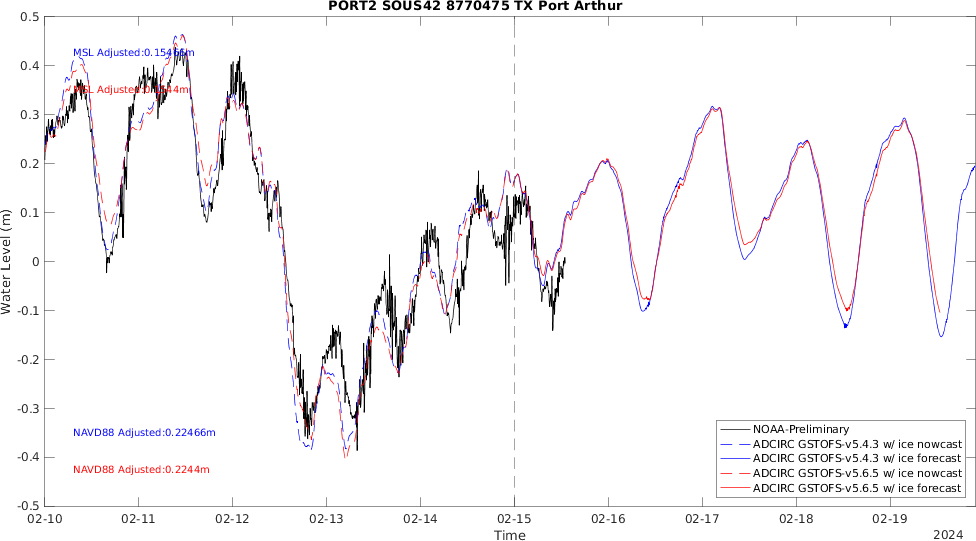 PORT2 SOUS42 8770475 TX Port Arthur
0.5
0.4
0.3
0.2
0.1
0
-0.1
-0.2
-0.3
-0.4
-0.5
Water Level (m)
MSL Adjusted:0.15466m
MSL
NAVD88 Adjusted:0.22466m
NAVD88 Adjusted:0.2244m
NOAA-Preliminary
ADCIRC GSTOFS-v5.4.3 w/ ice nowcast
ADCIRC GSTOFS-v5.4.3 w/ ice forecast
ADCIRC GSTOFS-v5.6.5 w/ ice nowcast
ADCIRC GSTOFS-v5.6.5 w/ ice forecast
02-10 02-11 02-12 02-13 02-14 02-15 02-16 02-17 02-18 02-19
Time
2024